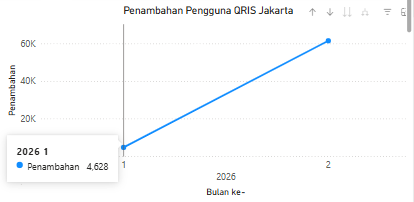 Penambahan Pengguna QRIS Jakarta
60K
40K
20K
Penambahan
2026 1
Penambahan 4,628
1
2
2026
Bulan ke-